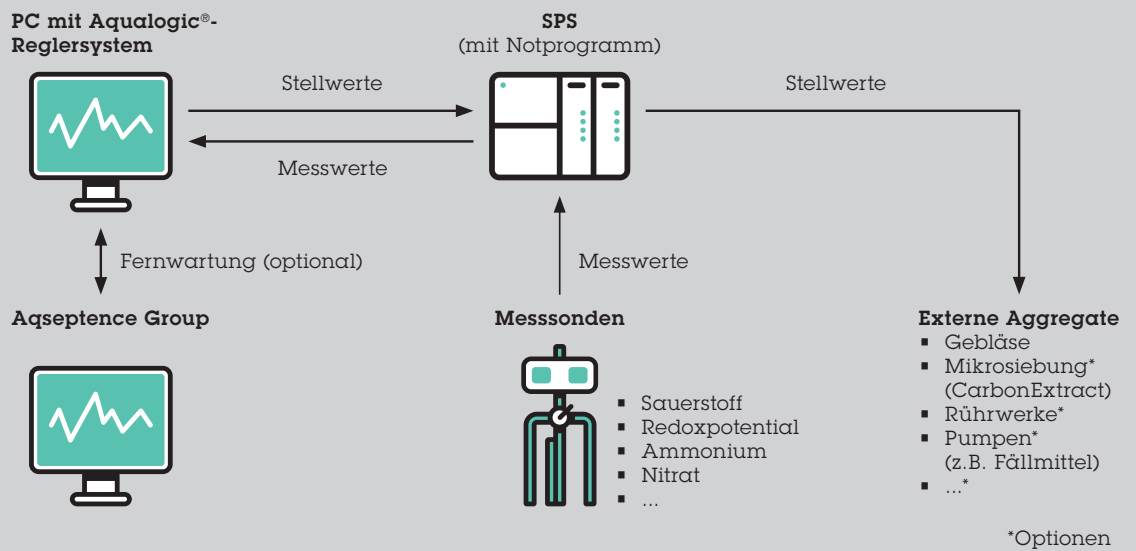 PC mit Aqualogic®-
Reglersystem
SPS
(mit Notprogramm)
Stellwerte
Stellwerte
Messwerte
Fernwartung (optional)
Messwerte
Aqseptence Group
Messsonden
▪ Sauerstoff
▪ Redoxpotential
▪ Ammonium
▪ Nitrat
▪ ...
Externe Aggregate
▪ Gebläse
▪ Mikrosiebung*
(CarbonExtract)
▪ Rührwerke*
▪ Pumpen*
(z.B. Fällmittel)
▪ ...*
*Optionen